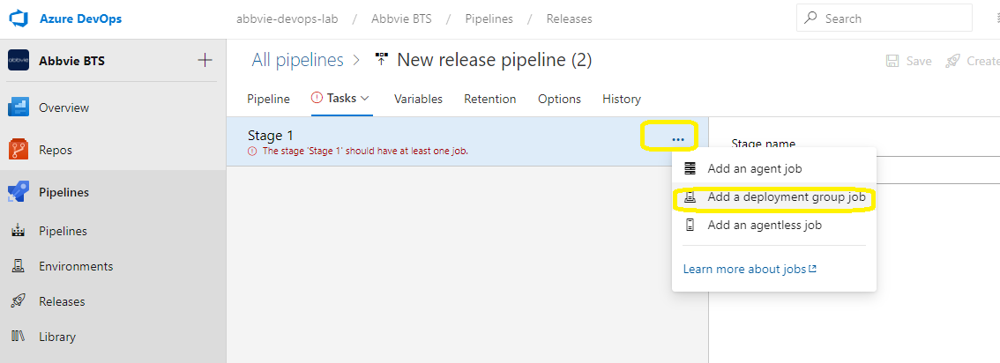 Azure DevOps
abbvie-devops-lab / Abbvie BTS / Pipelines / Releases
Search
abbvie
Abbvie BTS
All pipelines > New release pipeline (2)
Save
Create
Overview
Pipeline Tasks Variables Retention Options History
Repos
Stage 1
...
The stage 'Stage 1' should have at least one job.
Stage name
Pipelines
Add an agent job
Add a deployment group job
Add an agentless job
Learn more about jobs
Pipelines
Environments
Releases
Library